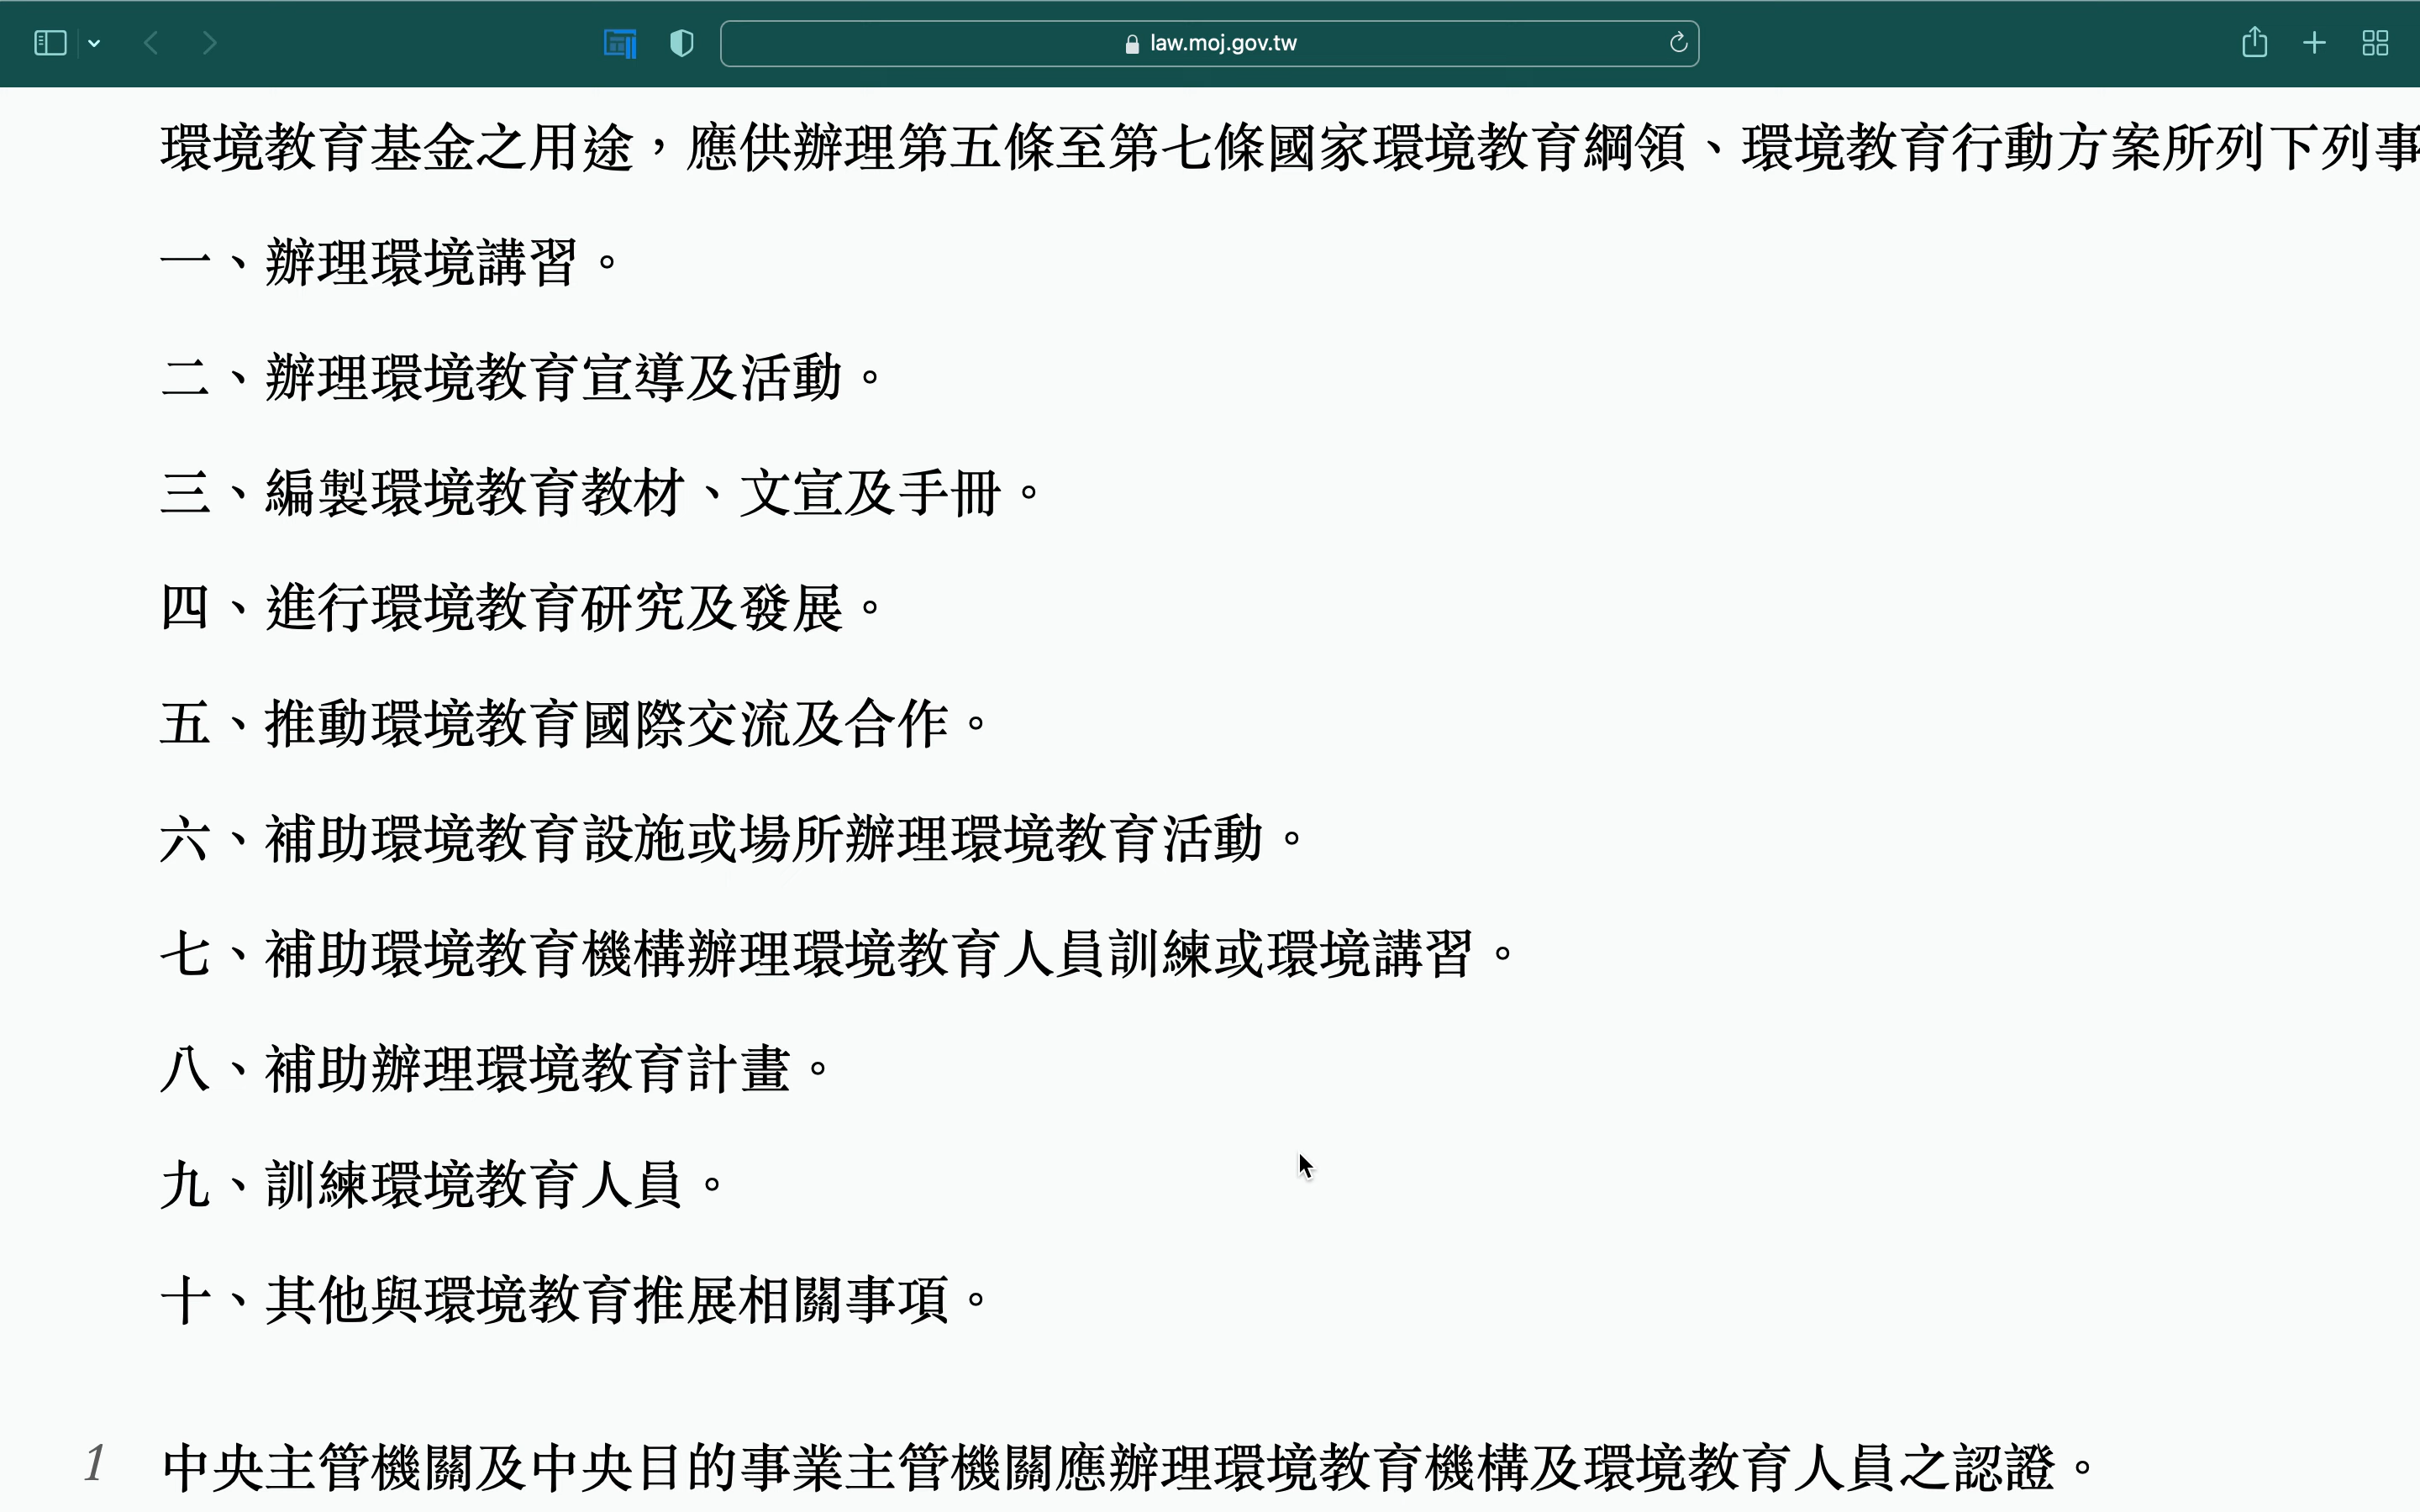 law.moj.gov.tw
環境教育基金之用途，應供辦理第五條至第七條國家環境教育綱領、環境教育行動方案所列下列事
一、辦理環境講習。
二、辦理環境教育宣導及活動。
三、編製環境教育教材、文宣及手冊。
四、進行環境教育研究及發展。
五、推動環境教育國際交流及合作。
六、補助環境教育設施或場所辦理環境教育活動。
七、補助環境教育機構辦理環境教育人員訓練或環境講習。
八、補助辦理環境教育計畫。
九、訓練環境教育人員。
十、其他與環境教育推展相關事項。
1 中央主管機關及中央目的事業主管機關應辦理環境教育機構及環境教育人員之認證。